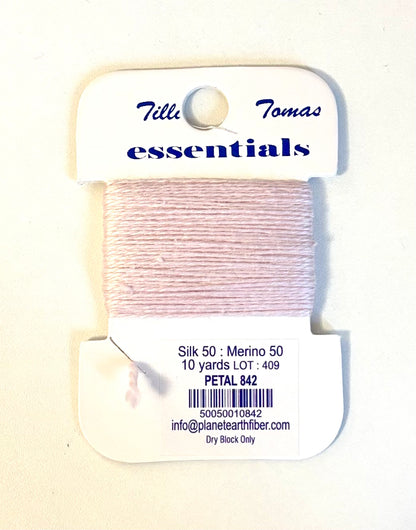 Tilli Tomas
essentials
Silk 50 : Merino 50
10 yards LOT : 409
PETAL 842
50050010842
info@planetearthfiber.com
Dry Block Only